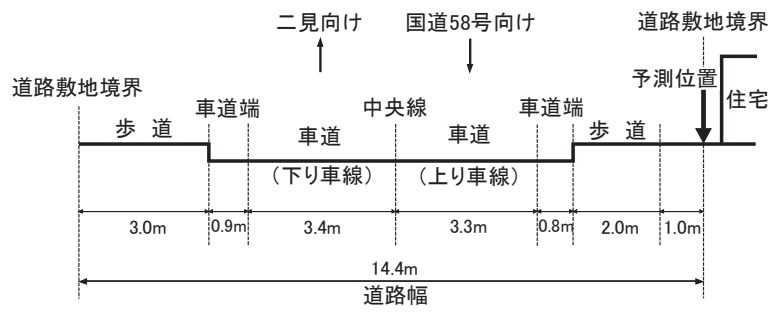 二見向け
国道58号向け
道路敷地境界
予測位置
住宅
道路敷地境界
車道端
中央線
車道端
歩 道
車道
車道
歩 道
（下り車線）
（上り車線）
3.0m
0.9m
3.4m
3.3m
0.8m
2.0m
1.0m
14.4m
道路幅